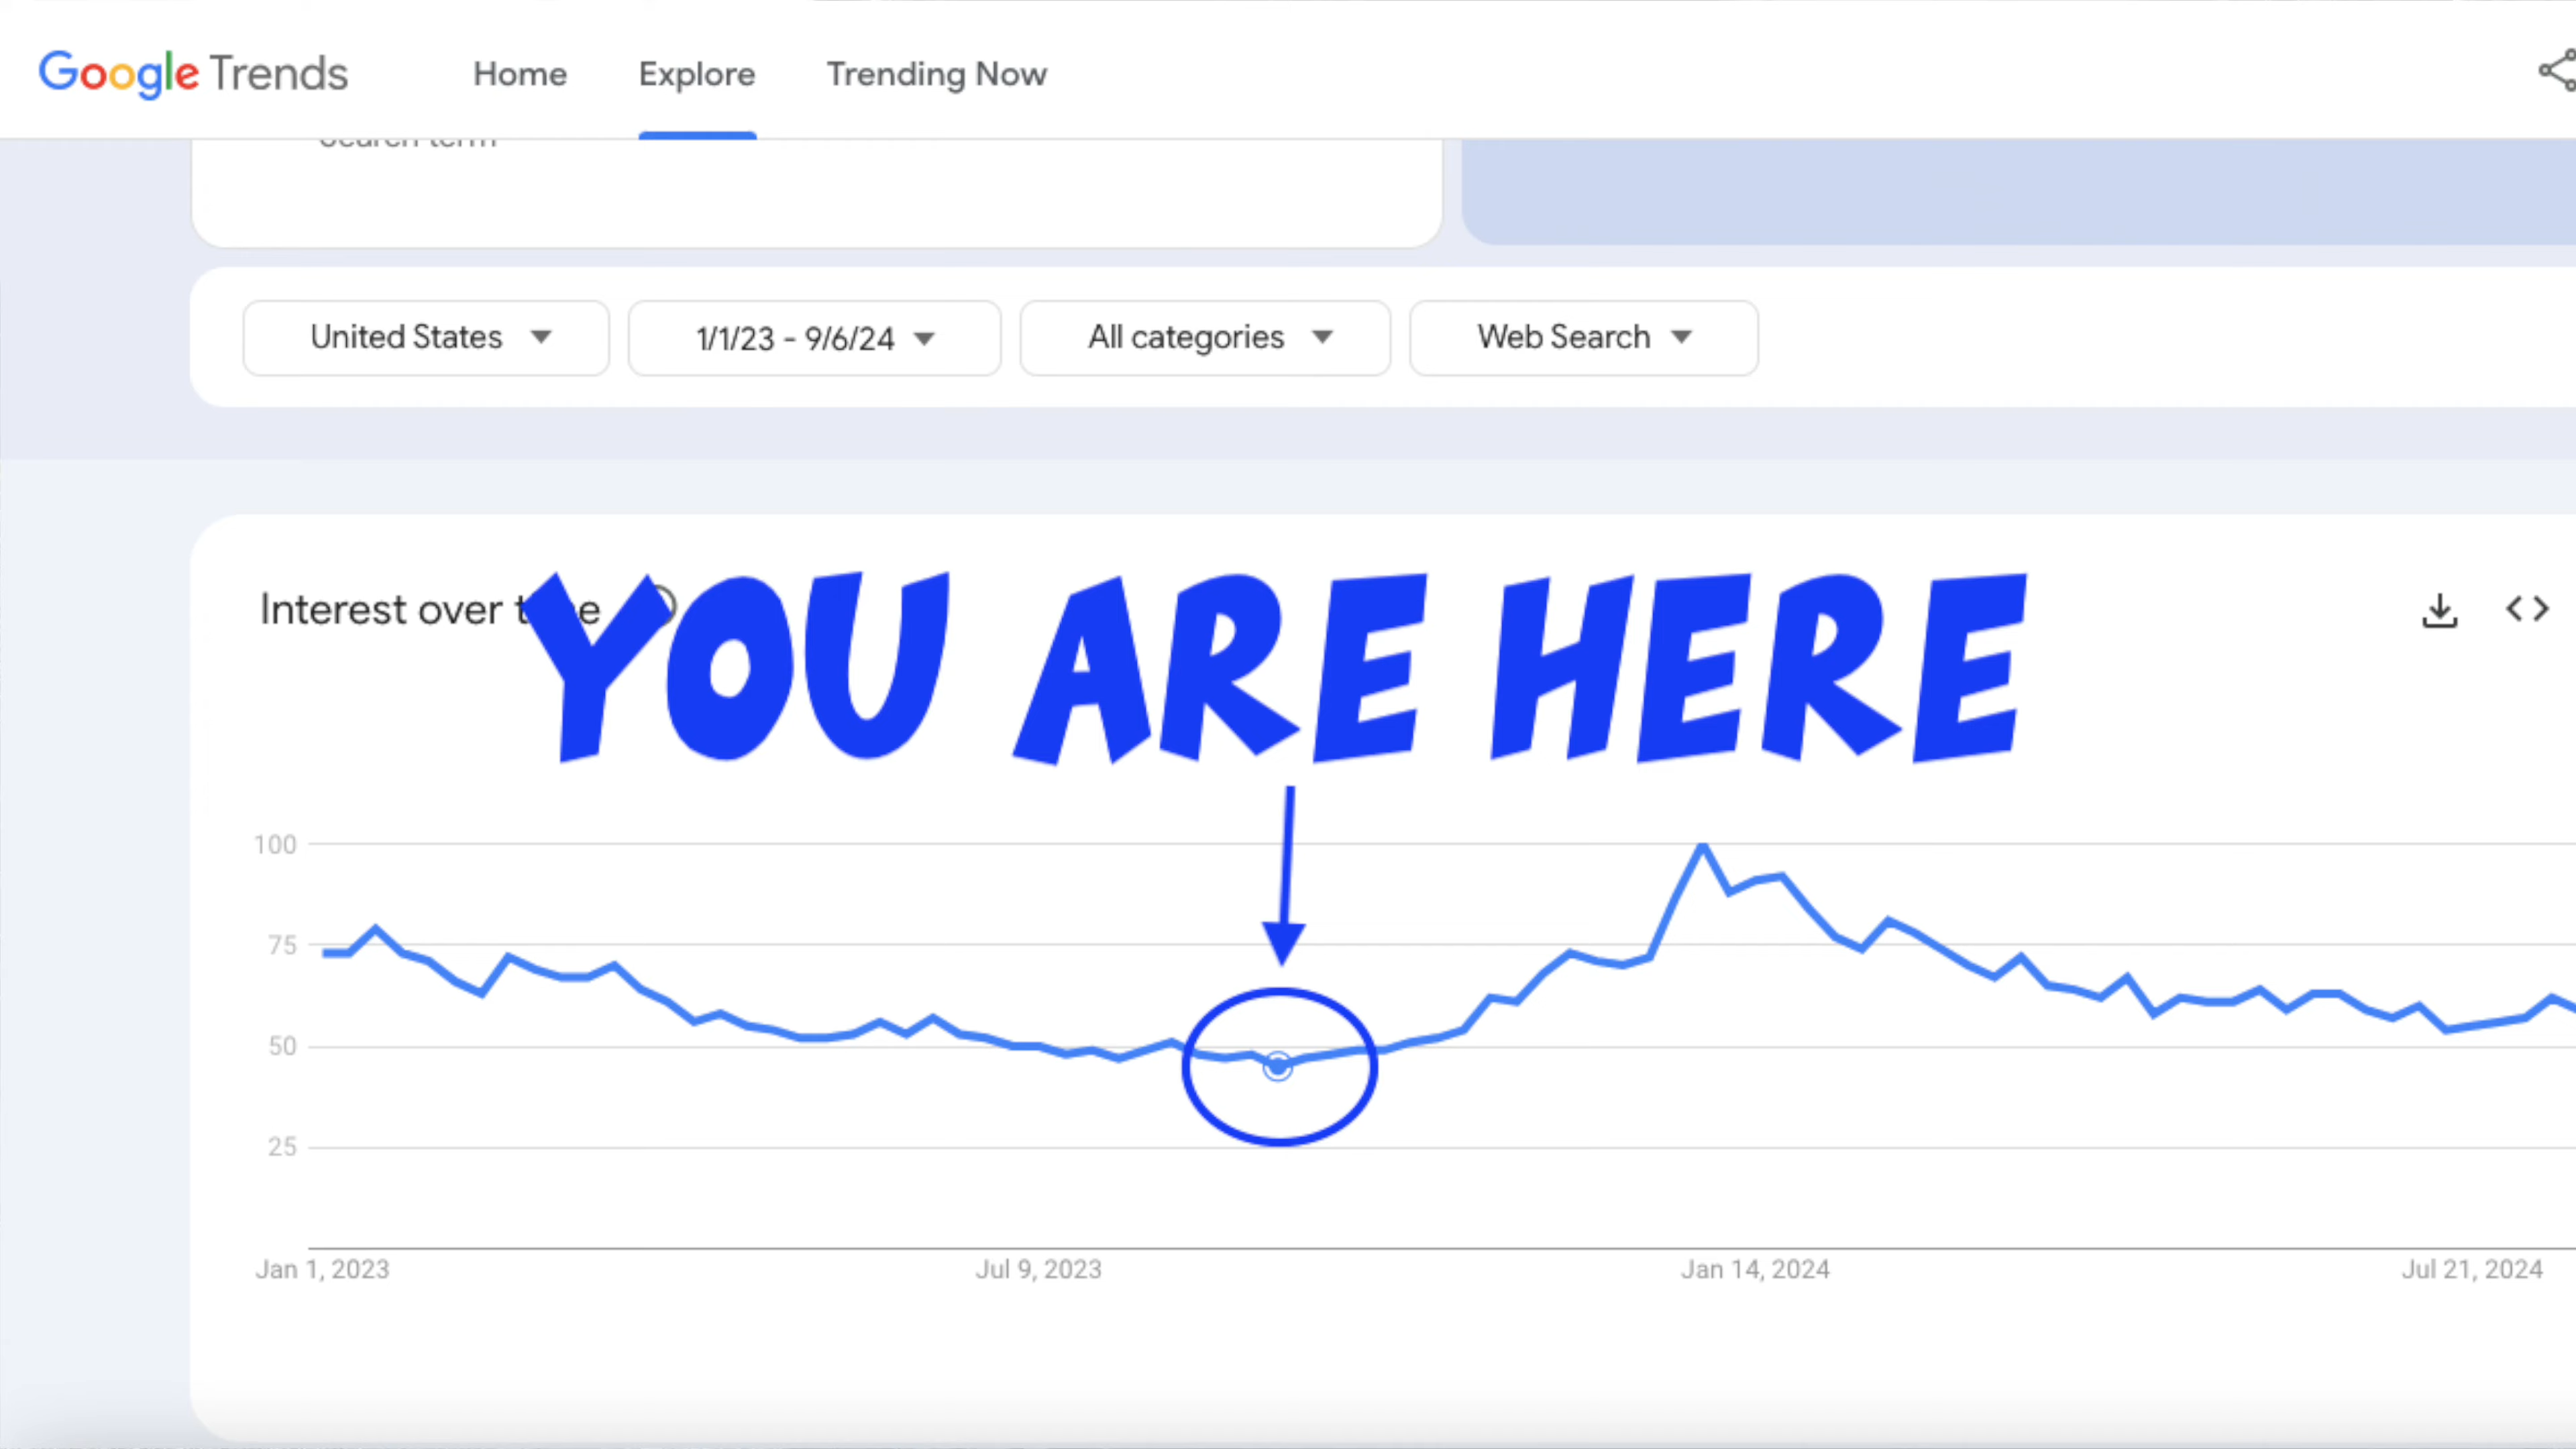 Google Trends Home Explore Trending Now
Search term
United States 1/1/23 - 9/6/24 All categories Web Search
Interest over
YOU ARE HERE
100
75
50
25
Jan 1, 2023 Jul 9, 2023 Jan 14, 2024 Jul 21, 2024